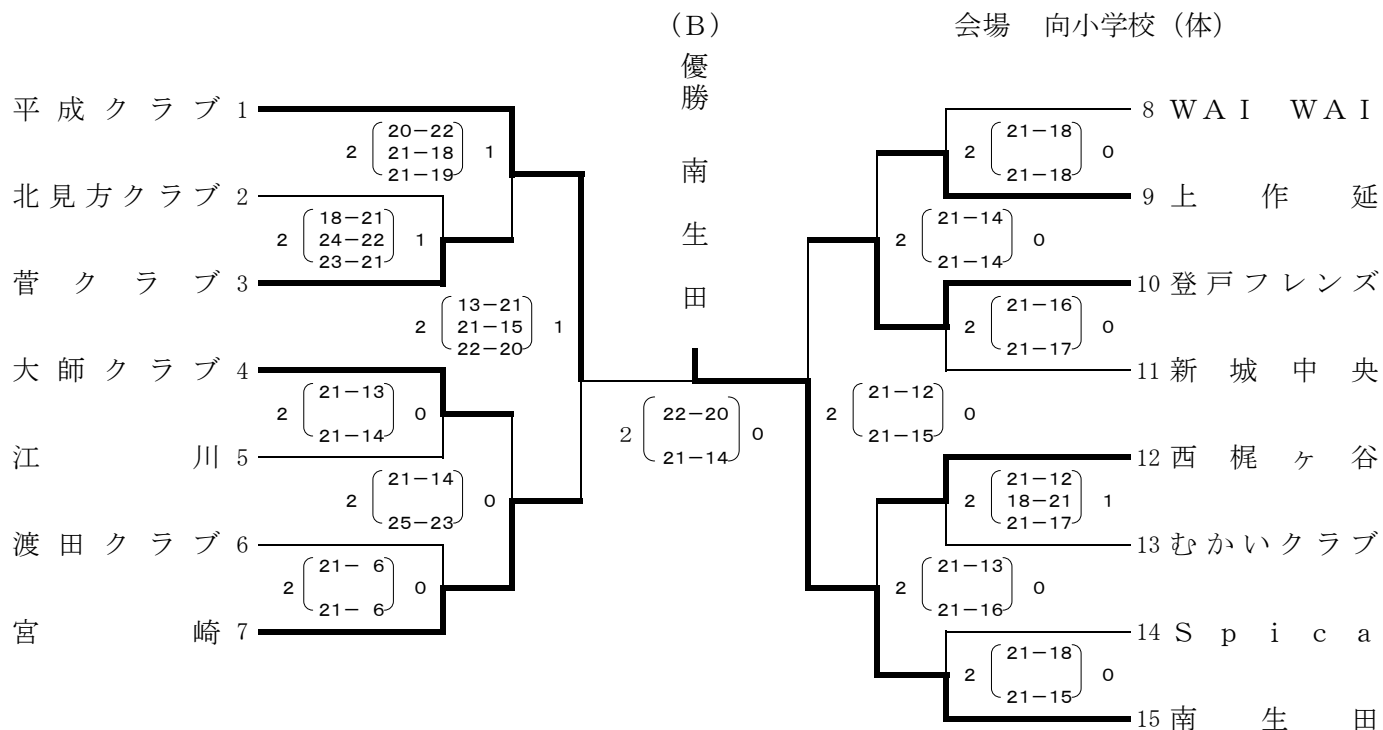 (B)
会場 向小学校 (体)
優勝 南生田
平成クラブ 1
2 20-22 21-18 21-19 1
北見方クラブ 2
2 18-21 24-22 23-21 1
菅クラブ 3
2 13-21 21-15 22-20 1
大師クラブ 4
2 21-13 21-14 0
江川 5
2 21-14 25-23 0
渡田クラブ 6
2 21- 6 21- 6 0
宮崎 7
2 22-20 21-14 0
8 WAI WAI
2 21-18 21-18 0
9 上作延
2 21-14 21-14 0
10 登戸フレンズ
2 21-16 21-17 0
11 新城中央
2 21-12 21-15 0
12 西梶ヶ谷
2 21-12 18-21 21-17 1
13 むかいクラブ
2 21-13 21-16 0
14 Spica
2 21-18 21-15 0
15 南生田